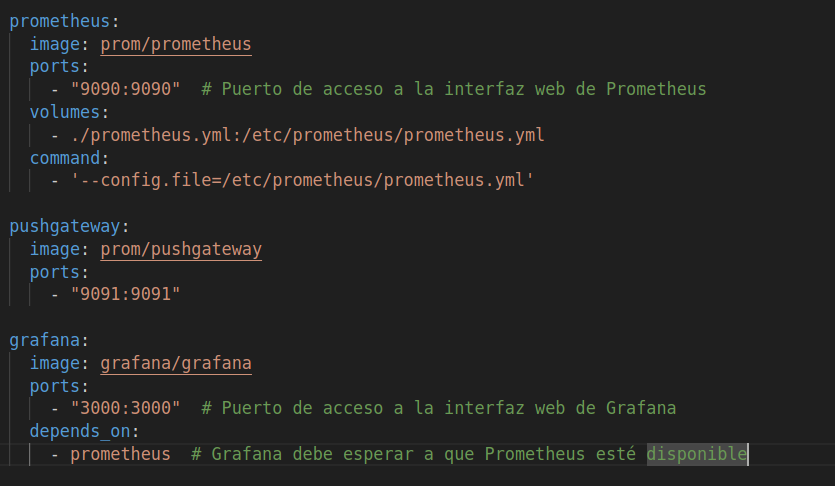 prometheus:
  image: prom/prometheus
  ports:
    - "9090:9090"  # Puerto de acceso a la interfaz web de Prometheus
  volumes:
    - ./prometheus.yml:/etc/prometheus/prometheus.yml
  command:
    - '--config.file=/etc/prometheus/prometheus.yml'

pushgateway:
  image: prom/pushgateway
  ports:
    - "9091:9091"

grafana:
  image: grafana/grafana
  ports:
    - "3000:3000"  # Puerto de acceso a la interfaz web de Grafana
  depends_on:
    - prometheus  # Grafana debe esperar a que Prometheus esté disponible